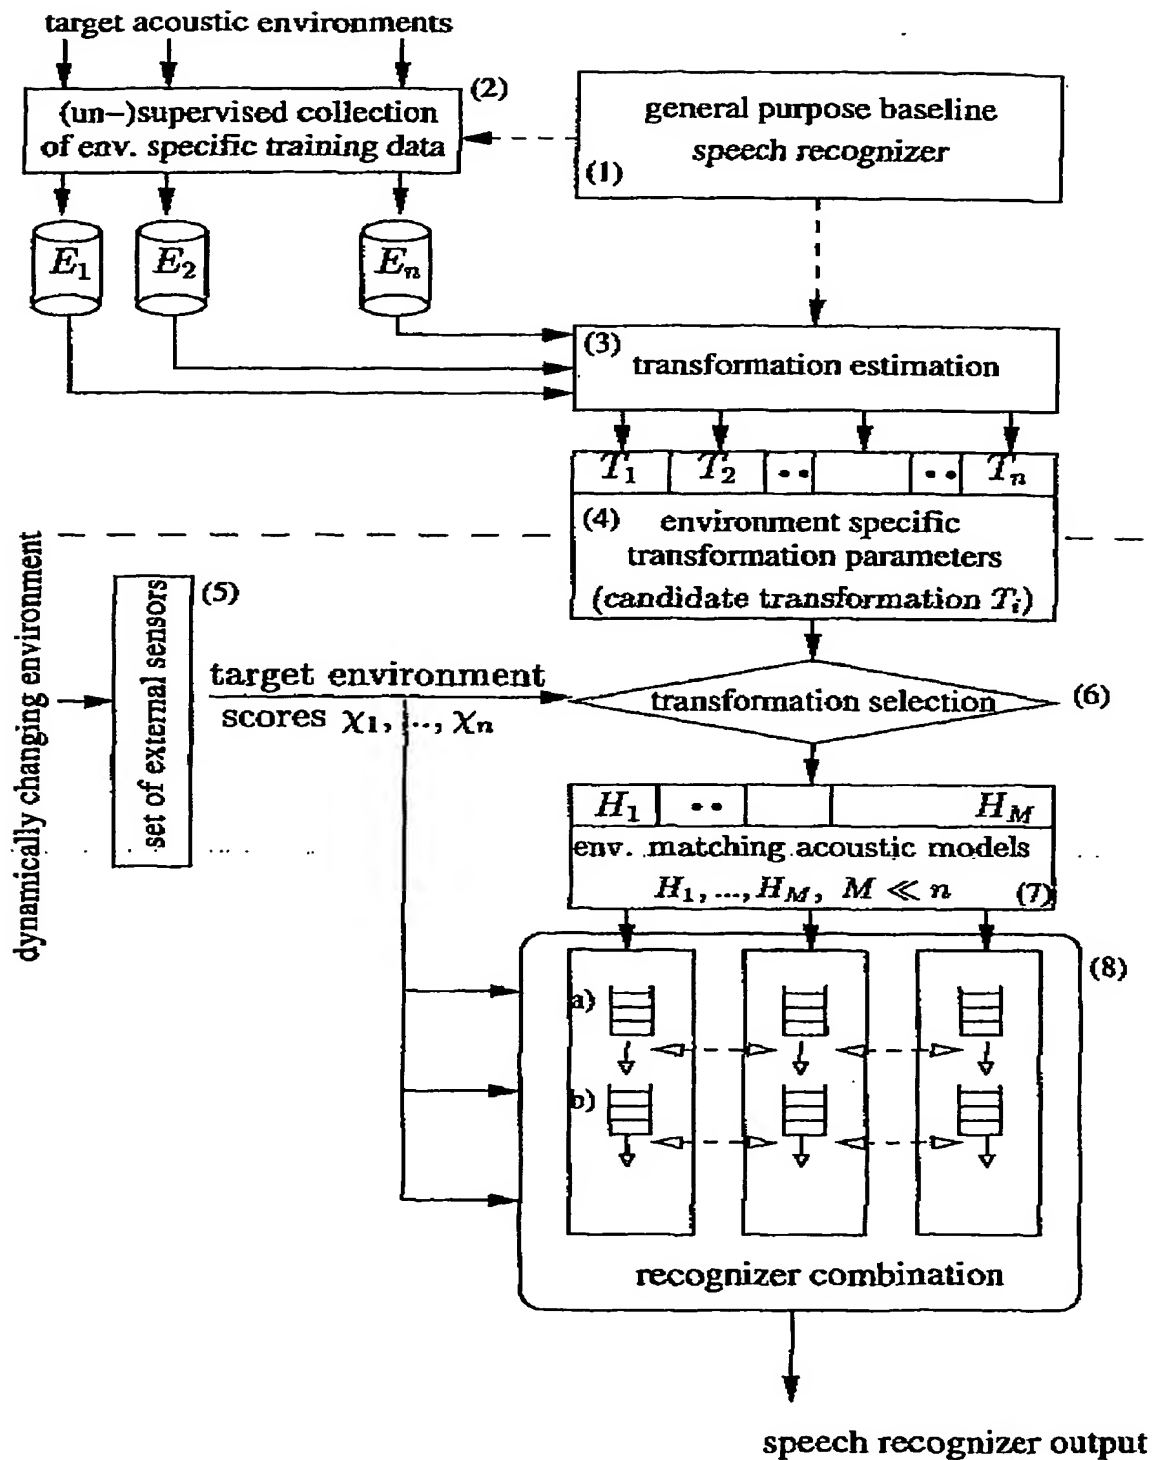 target acoustic environments
(2)
(un-)supervised collection
of env. specific training data
general purpose baseline
speech recognizer
(1)
E₁ E₂ Eₙ
(3)
transformation estimation
T₁ T₂ .. .. Tₙ
(4) environment specific
transformation parameters
(candidate transformation Tᵢ)
dynamically changing environment
set of external sensors
(5)
target environment
scores χ₁, .., χₙ
transformation selection
(6)
H₁ .. H_M
env. matching acoustic models
H₁, ..., H_M, M ≪ n (7)
(8)
a)
b)
recognizer combination
speech recognizer output